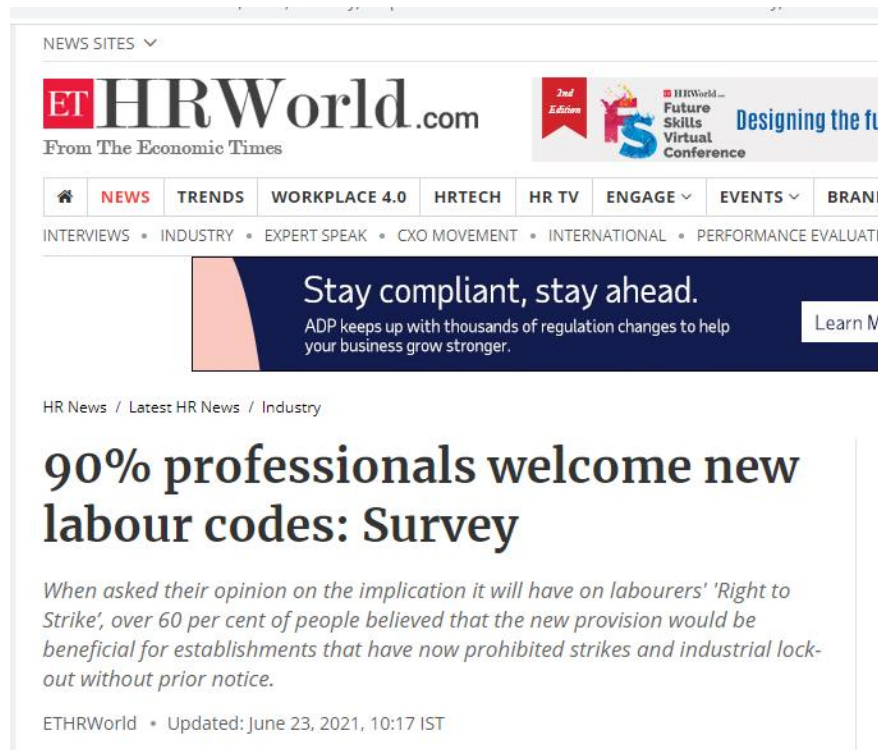 NEWS SITES
ET HRWorld.com
From The Economic Times
2nd
Edition
HRWorld
Future
Skills
Virtual
Conference
FS
Designing the fu
NEWS TRENDS WORKPLACE 4.0 HRTECH HR TV ENGAGE EVENTS BRAN
INTERVIEWS • INDUSTRY • EXPERT SPEAK • CXO MOVEMENT • INTERNATIONAL • PERFORMANCE EVALUAT
Stay compliant, stay ahead.
ADP keeps up with thousands of regulation changes to help
your business grow stronger.
Learn M
HR News / Latest HR News / Industry
90% professionals welcome new
labour codes: Survey
When asked their opinion on the implication it will have on labourers' 'Right to
Strike’, over 60 per cent of people believed that the new provision would be
beneficial for establishments that have now prohibited strikes and industrial lock-
out without prior notice.
ETHRWorld • Updated: June 23, 2021, 10:17 IST